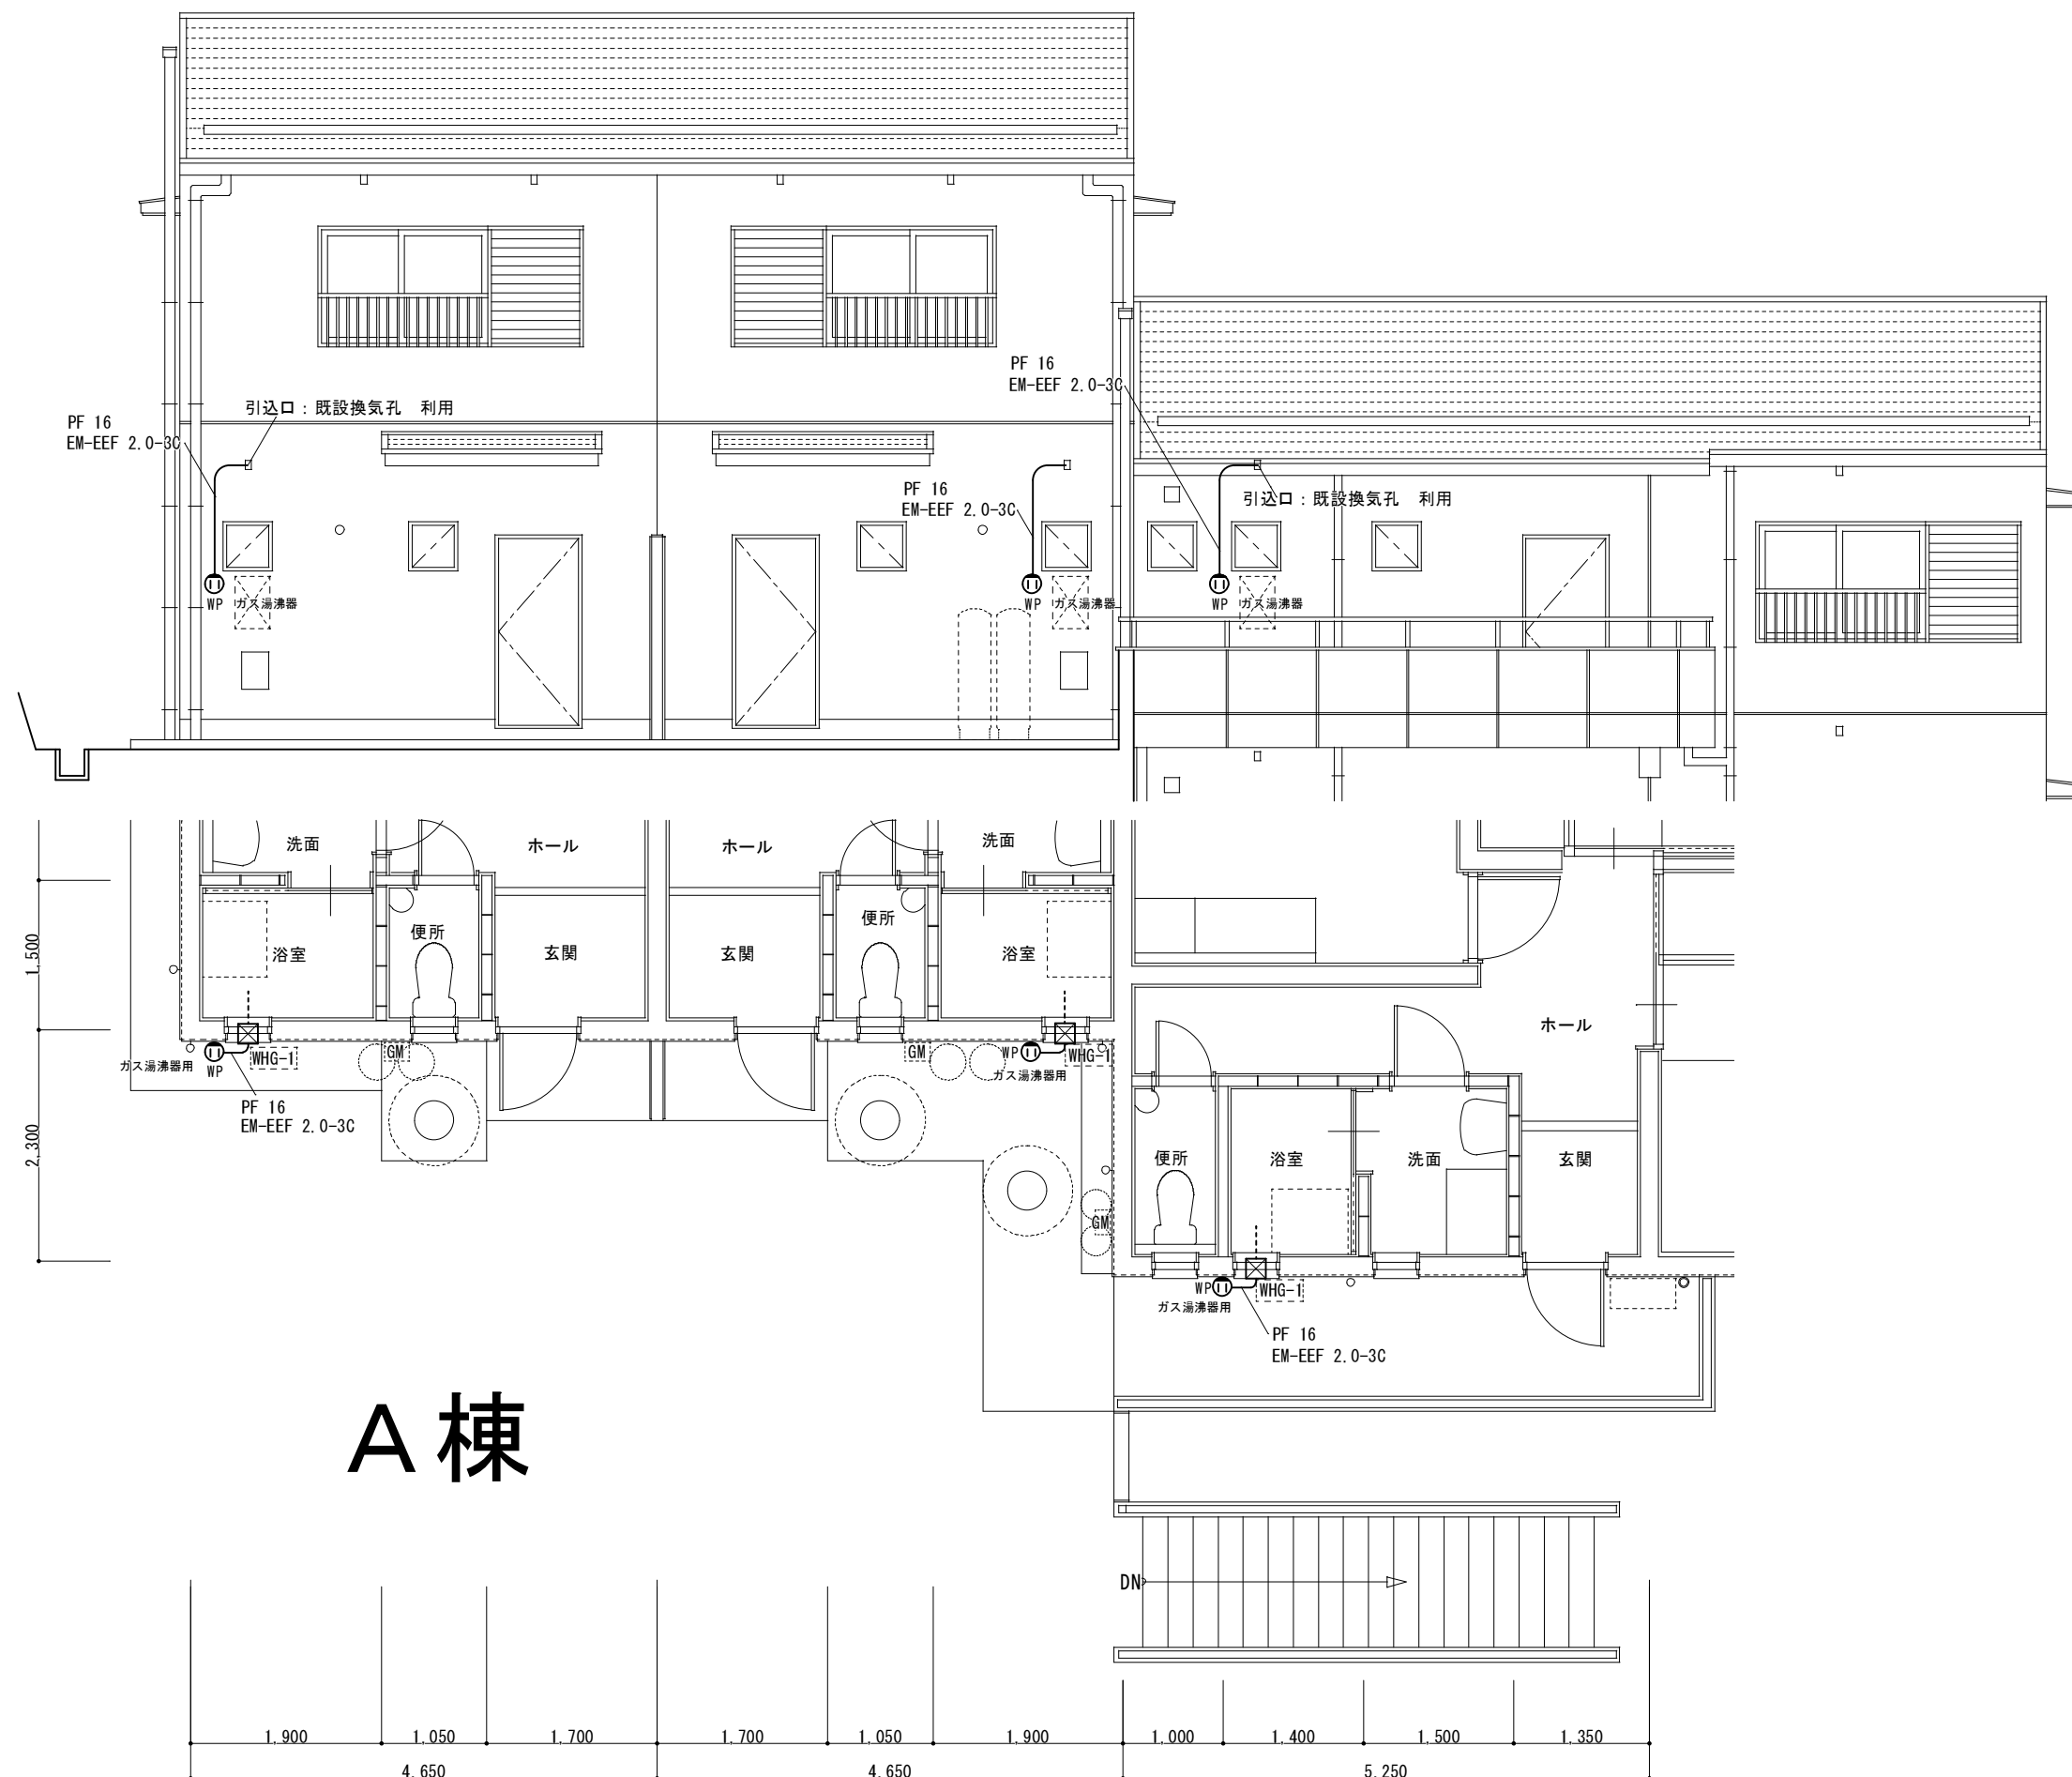 PF 16
EM-EEF 2.0-3C
引込口：既設換気孔　利用
PF 16
EM-EEF 2.0-3C
PF 16
EM-EEF 2.0-3C
引込口：既設換気孔　利用
WP
ガス湯沸器
WP
ガス湯沸器
WP
ガス湯沸器
洗面
ホール
ホール
洗面
便所
便所
浴室
玄関
玄関
浴室
1,500
ホール
ガス湯沸器用
WP
WHG-1
GM
GM
WP
WHG-1
ガス湯沸器用
PF 16
EM-EEF 2.0-3C
2,300
便所
浴室
洗面
玄関
GM
WP
WHG-1
ガス湯沸器用
PF 16
EM-EEF 2.0-3C
A棟
DN
1,900
1,050
1,700
1,700
1,050
1,900
1,000
1,400
1,500
1,350
4,650
4,650
5,250